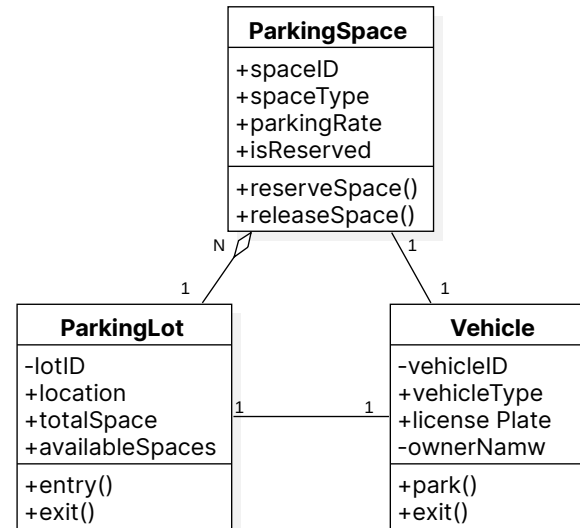 ParkingSpace
+spaceID
+spaceType
+parkingRate
+isReserved
+reserveSpace()
+releaseSpace()
N
1
1
1
ParkingLot
-lotID
+location
+totalSpace
+availableSpaces
+entry()
+exit()
1
1
Vehicle
-vehicleID
+vehicleType
+license Plate
-ownerNamw
+park()
+exit()